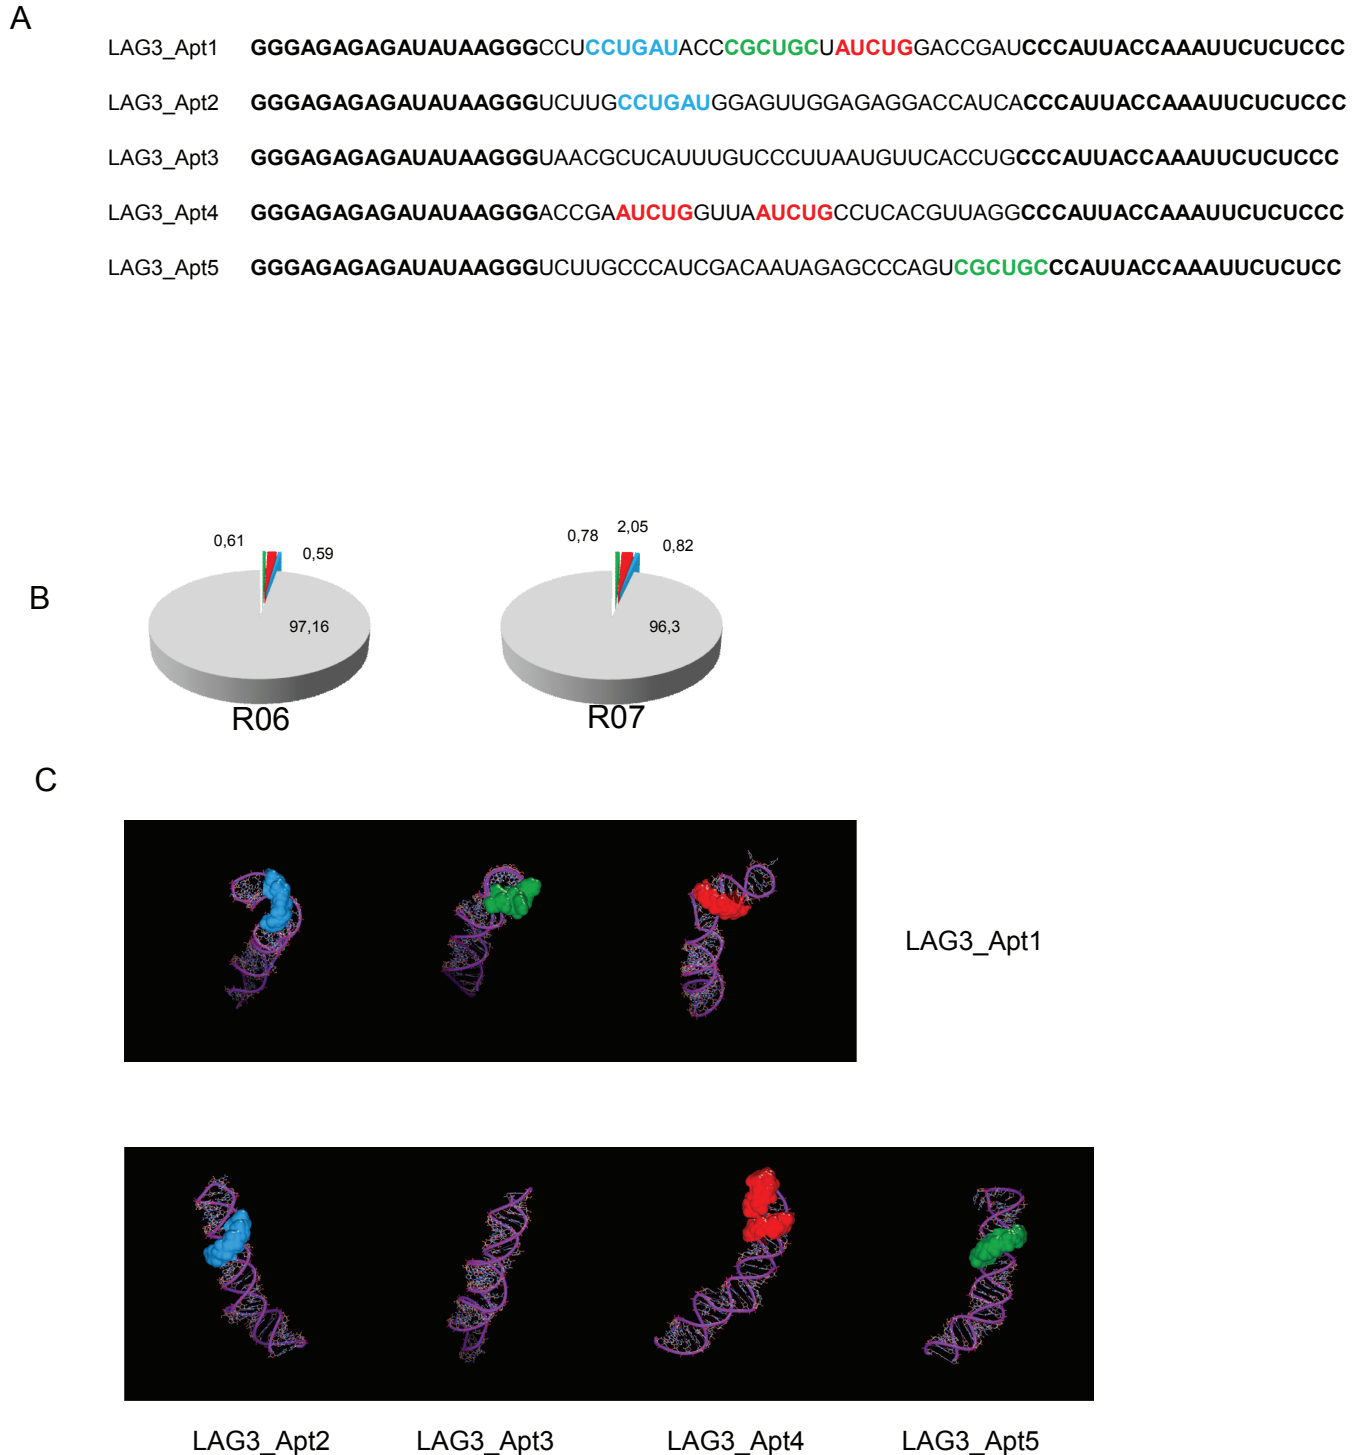 A
LAG3_Apt1 GGGAGAGAGAUAUAAGGGCCUCCUGAUACCCGCUGCUAUCUGGACCGAUCCCAUUACCAAAUUCUCUCCC
LAG3_Apt2 GGGAGAGAGAUAUAAGGGUCUUGCCUGAUGGAGUUGGAGAGGACCAUCACCCAUUACCAAAUUCUCUCCC
LAG3_Apt3 GGGAGAGAGAUAUAAGGGUAACGCUCAUUUGUCCCUUAAUGUUCACCUGCCCAUUACCAAAUUCUCUCCC
LAG3_Apt4 GGGAGAGAGAUAUAAGGGACCGAAUCUGGUUAAUCUGCCUCACGUUAGGCCCAUUACCAAAUUCUCUCCC
LAG3_Apt5 GGGAGAGAGAUAUAAGGGUCUUGCCCAUCGACAAUAGAGCCCAGUCGCUGCCCAUUACCAAAUUCUCUCC
B
0,61
0,59
97,16
R06
0,78
2,05
0,82
96,3
R07
C
LAG3_Apt1
LAG3_Apt2
LAG3_Apt3
LAG3_Apt4
LAG3_Apt5